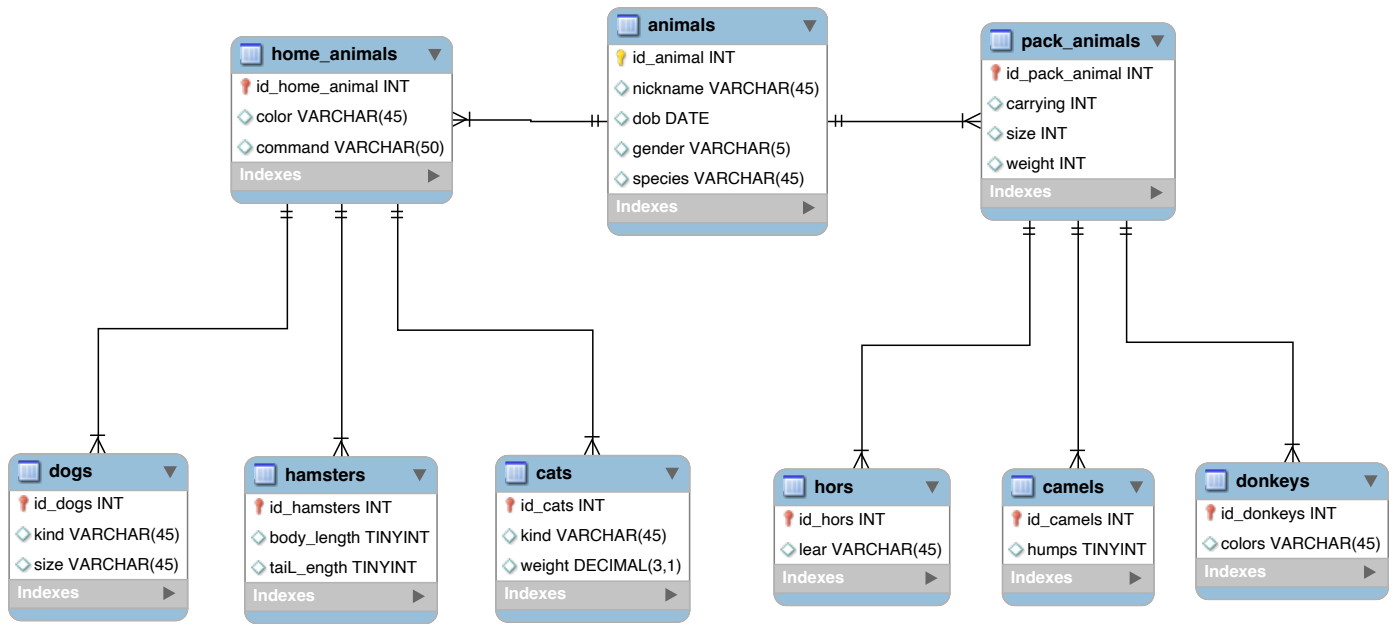 home_animals
id_home_animal INT
color VARCHAR(45)
command VARCHAR(50)
Indexes
animals
id_animal INT
nickname VARCHAR(45)
dob DATE
gender VARCHAR(5)
species VARCHAR(45)
Indexes
pack_animals
id_pack_animal INT
carrying INT
size INT
weight INT
Indexes
dogs
id_dogs INT
kind VARCHAR(45)
size VARCHAR(45)
Indexes
hamsters
id_hamsters INT
body_length TINYINT
taiL_ength TINYINT
Indexes
cats
id_cats INT
kind VARCHAR(45)
weight DECIMAL(3,1)
Indexes
hors
id_hors INT
lear VARCHAR(45)
Indexes
camels
id_camels INT
humps TINYINT
Indexes
donkeys
id_donkeys INT
colors VARCHAR(45)
Indexes